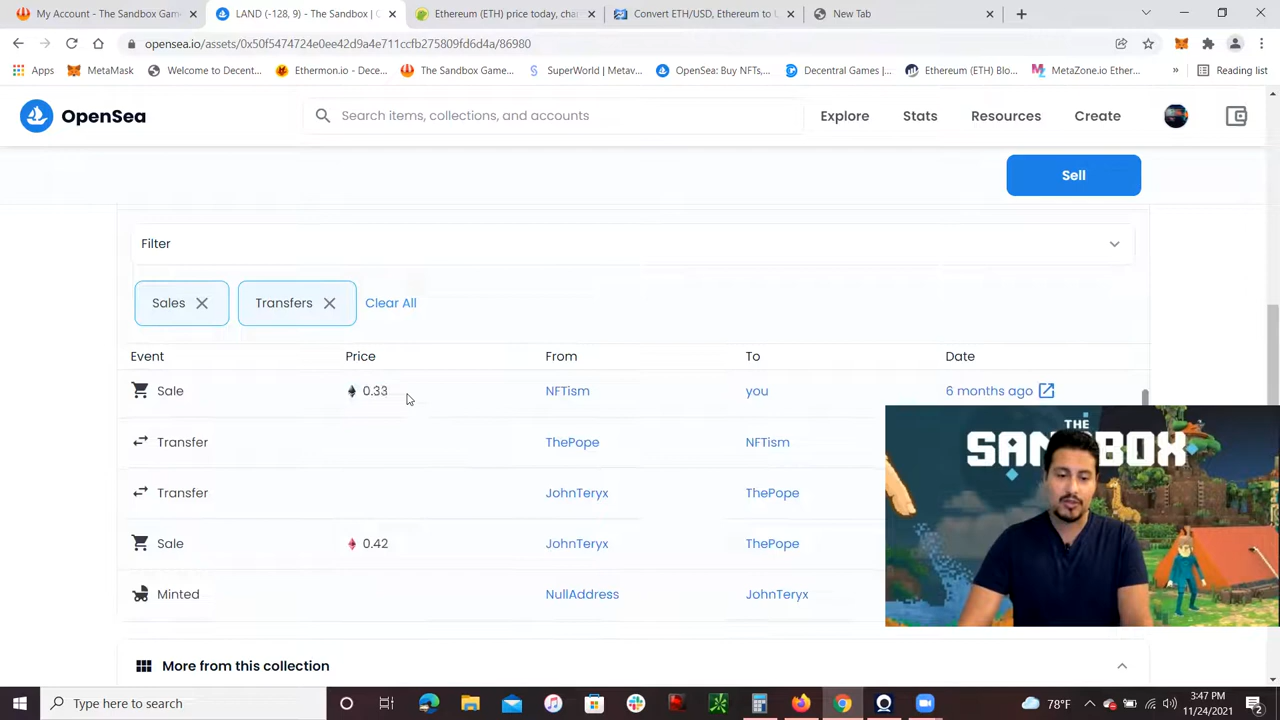 My Account - The Sandbox Gam
LAND (-128, 9) - The Sandbox | C
Ethereum (ETH) price today, cha
Convert ETH/USD, Ethereum to U
New Tab
opensea.io/assets/0x50f5474724e0ee42d9a4e711ccfb275809fd6d4a/86980
Apps
MetaMask
Welcome to Decent...
Ethermon.io - Dece...
The Sandbox Game...
SuperWorld | Metav...
OpenSea: Buy NFTs,...
Decentral Games |...
Ethereum (ETH) Blo...
MetaZone.io Ether...
»
Reading list
OpenSea
Search items, collections, and accounts
Explore
Stats
Resources
Create
Sell
Filter
Sales
Transfers
Clear All
Event Price From To Date
Sale 0.33 NFTism you 6 months ago
Transfer ThePope NFTism
Transfer JohnTeryx ThePope
Sale 0.42 JohnTeryx ThePope
Minted NullAddress JohnTeryx
THE
SANDBOX
More from this collection
Type here to search
78°F
3:47 PM
11/24/2021
2